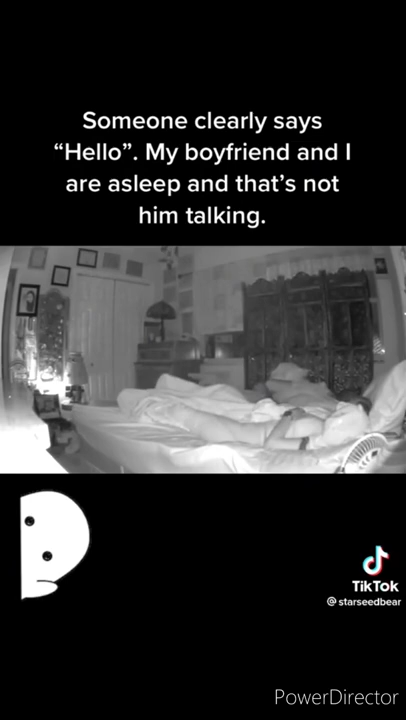 Someone clearly says
“Hello”. My boyfriend and I
are asleep and that’s not
him talking.
TikTok
@ starseedbear
PowerDirector